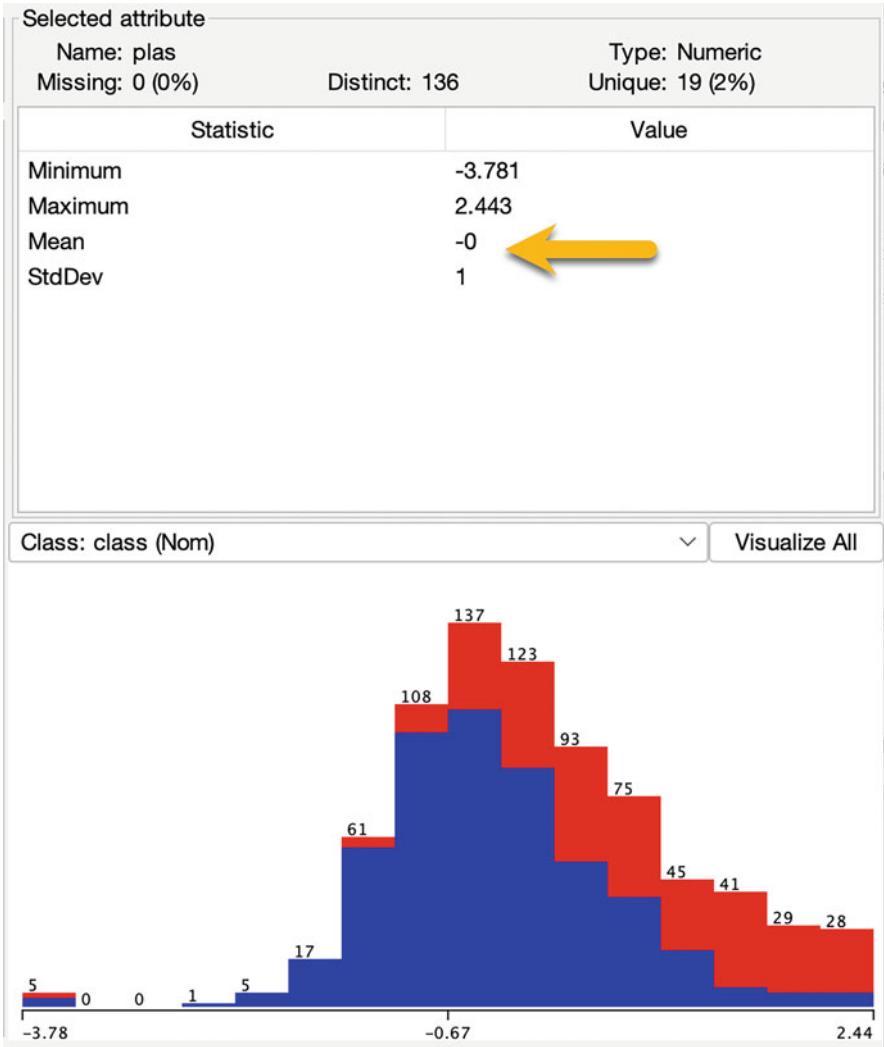 Selected attribute
Name: plas Type: Numeric
Missing: 0 (0%) Distinct: 136 Unique: 19 (2%)
Statistic Value
Minimum -3.781
Maximum 2.443
Mean -0
StdDev 1
Class: class (Nom) Visualize All
137
123
108
93
75
61
45
41
29 28
17
5 0 0 1 5
-3.78 -0.67 2.44